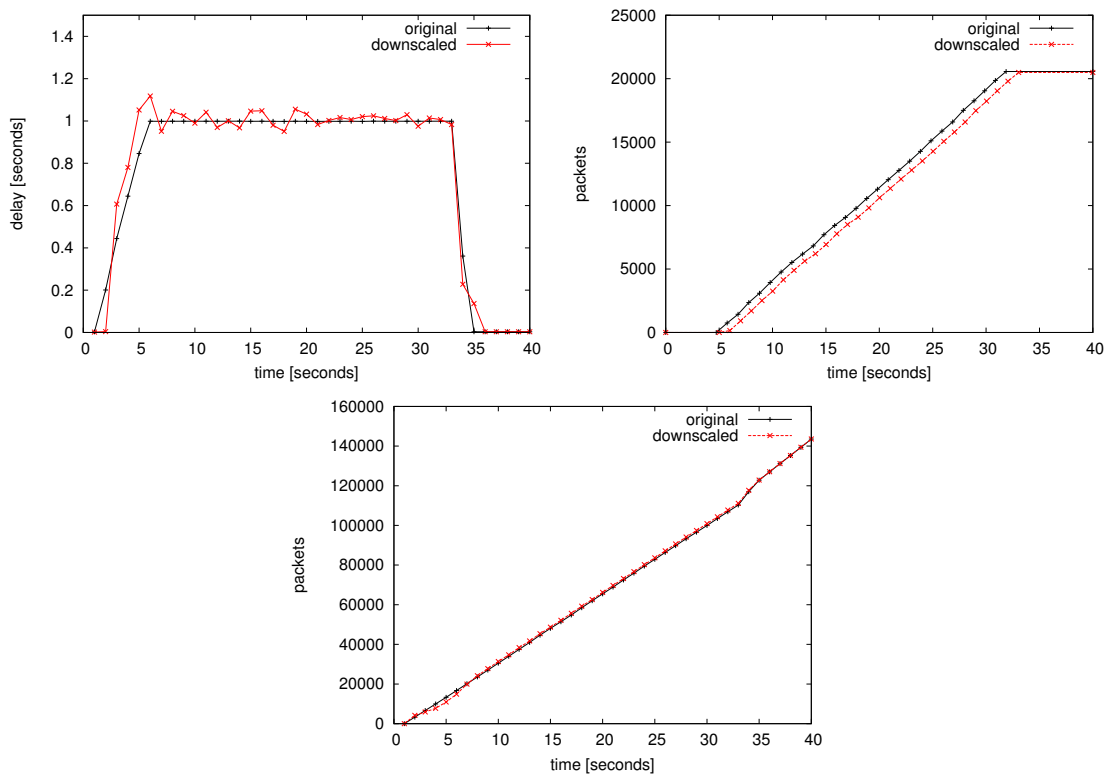 original
downscaled
1.4
1.2
1
0.8
0.6
0.4
0.2
0
0 5 10 15 20 25 30 35 40
delay [seconds]
time [seconds]
original
downscaled
25000
20000
15000
10000
5000
0
0 5 10 15 20 25 30 35 40
packets
time [seconds]
original
downscaled
160000
140000
120000
100000
80000
60000
40000
20000
0
0 5 10 15 20 25 30 35 40
packets
time [seconds]